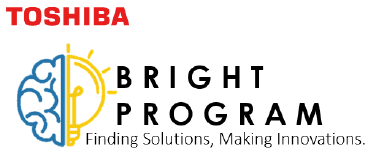 TOSHIBA
BRIGHT
PROGRAM
Finding Solutions, Making Innovations.